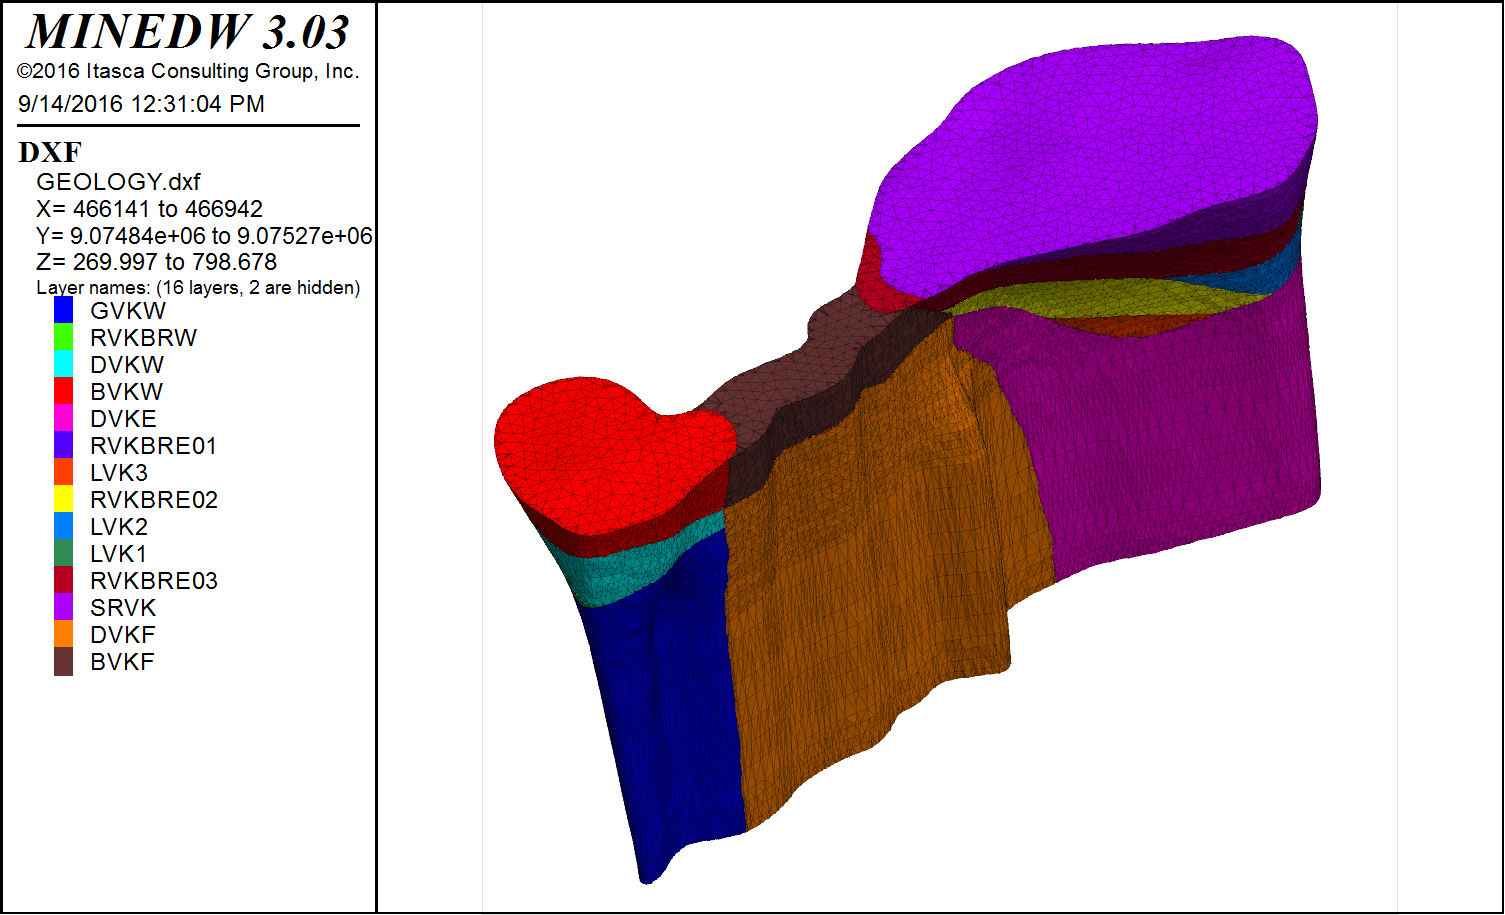 MINEDW 3.03
©2016 Itasca Consulting Group, Inc.
9/14/2016 12:31:04 PM
DXF
GEOLOGY.dxf
X= 466141 to 466942
Y= 9.07484e+06 to 9.07527e+06
Z= 269.997 to 798.678
Layer names: (16 layers, 2 are hidden)
GVKW
RVKBRW
DVKW
BVKW
DVKE
RVKBRE01
LVK3
RVKBRE02
LVK2
LVK1
RVKBRE03
SRVK
DVKF
BVKF